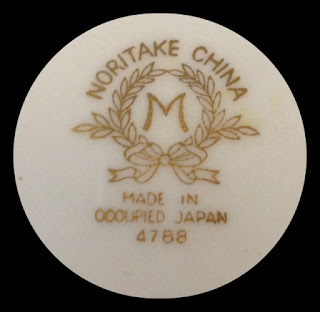 NORITAKE CHINA
M
MADE IN
OCCUPIED JAPAN
4788